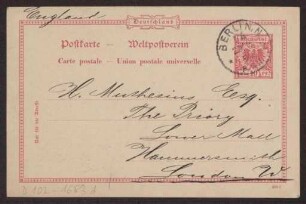 England
Deutschland
Postkarte - Weltpostverein
Carte postale - Union postale universelle
BERLIN N.
H. Muthesius Esq.
The Priory
Lower Mall
Hammersmith
London W.